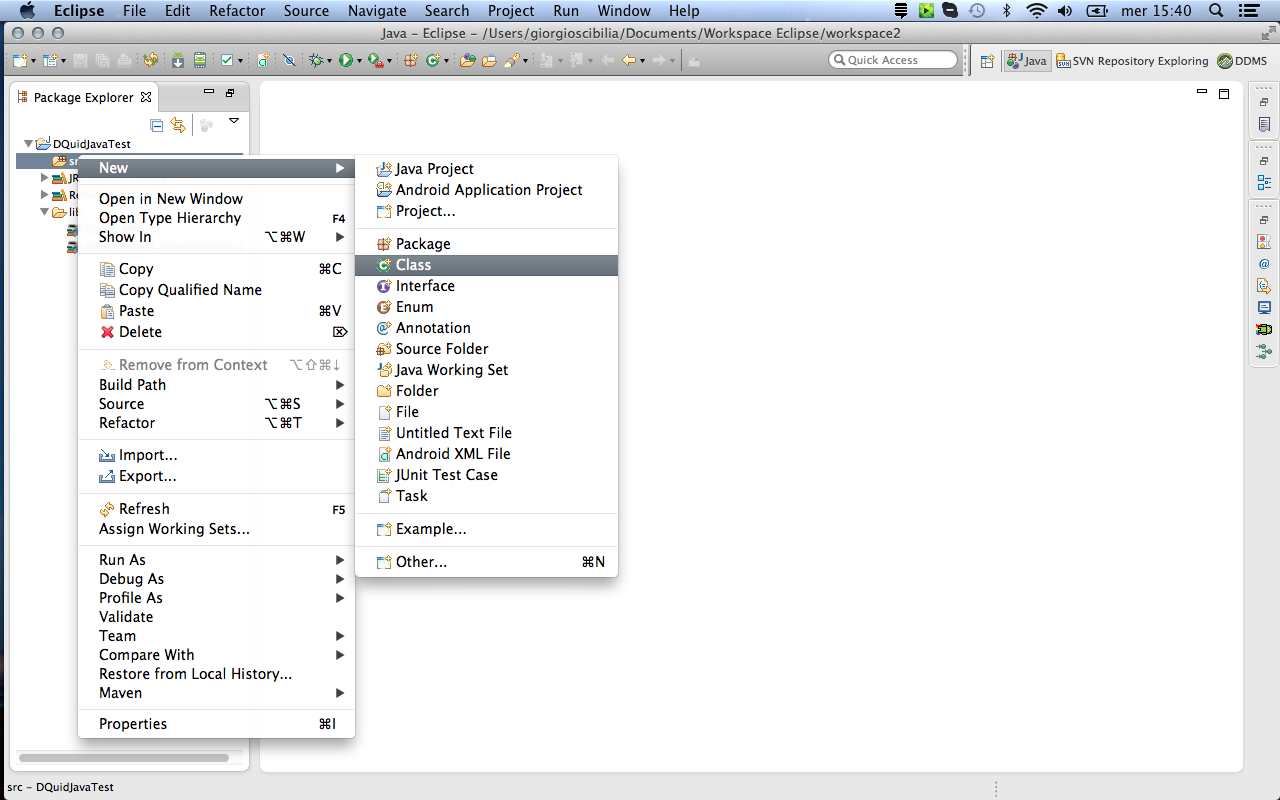 Eclipse File Edit Refactor Source Navigate Search Project Run Window Help mer 15:40
Java – Eclipse – /Users/giorgioscibilia/Documents/Workspace Eclipse/workspace2
Quick Access Java SVN Repository Exploring DDMS
Package Explorer
DQuidJavaTest
New
Open in New Window
Open Type Hierarchy F4
Show In ⌥⌘W
Copy ⌘C
Copy Qualified Name
Paste ⌘V
Delete ⌦
Remove from Context ⌥⇧⌘↓
Build Path
Source ⌥⌘S
Refactor ⌥⌘T
Import...
Export...
Refresh F5
Assign Working Sets...
Run As
Debug As
Profile As
Validate
Team
Compare With
Restore from Local History...
Maven
Properties ⌘I
Java Project
Android Application Project
Project...
Package
Class
Interface
Enum
Annotation
Source Folder
Java Working Set
Folder
File
Untitled Text File
Android XML File
JUnit Test Case
Task
Example...
Other... ⌘N
src – DQuidJavaTest